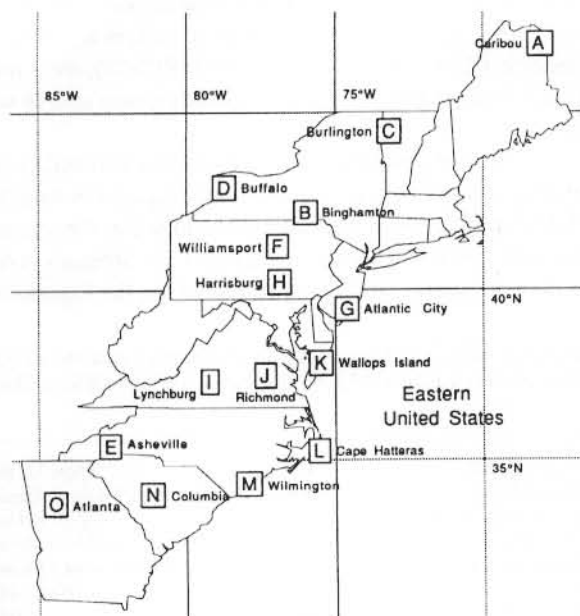 Caribou A
85°W 80°W 75°W
Burlington C
D Buffalo
B Binghamton
Williamsport F
Harrisburg H
40°N
G Atlantic City
K Wallops Island
Lynchburg I J
Richmond
Eastern
United States
E Asheville
L Cape Hatteras
35°N
M Wilmington
N Columbia
O Atlanta